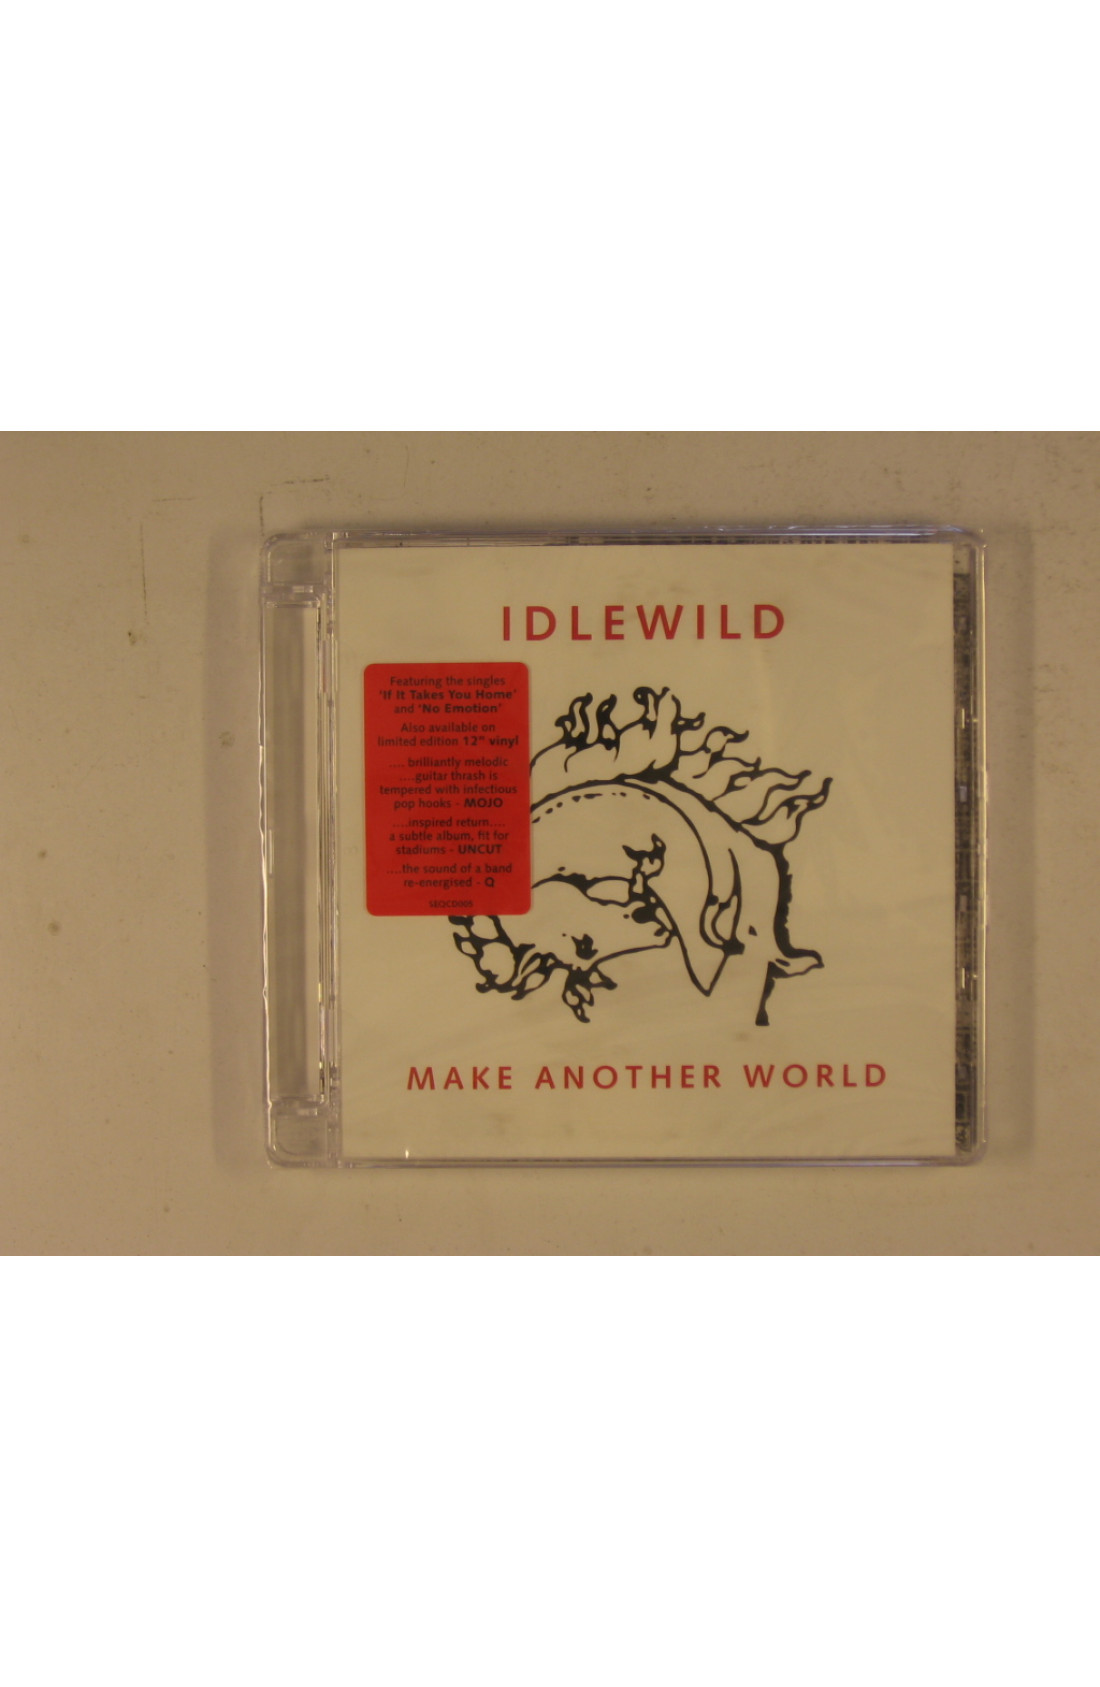 IDLEWILD
Featuring the singles
'If It Takes You Home'
and 'No Emotion'
Also available on
limited edition 12" vinyl
.... brilliantly melodic
....guitar thrash is
tempered with infectious
pop hooks - MOJO
....inspired return....
a subtle album, fit for
stadiums - UNCUT
....the sound of a band
re-energised - Q
MAKE ANOTHER WORLD